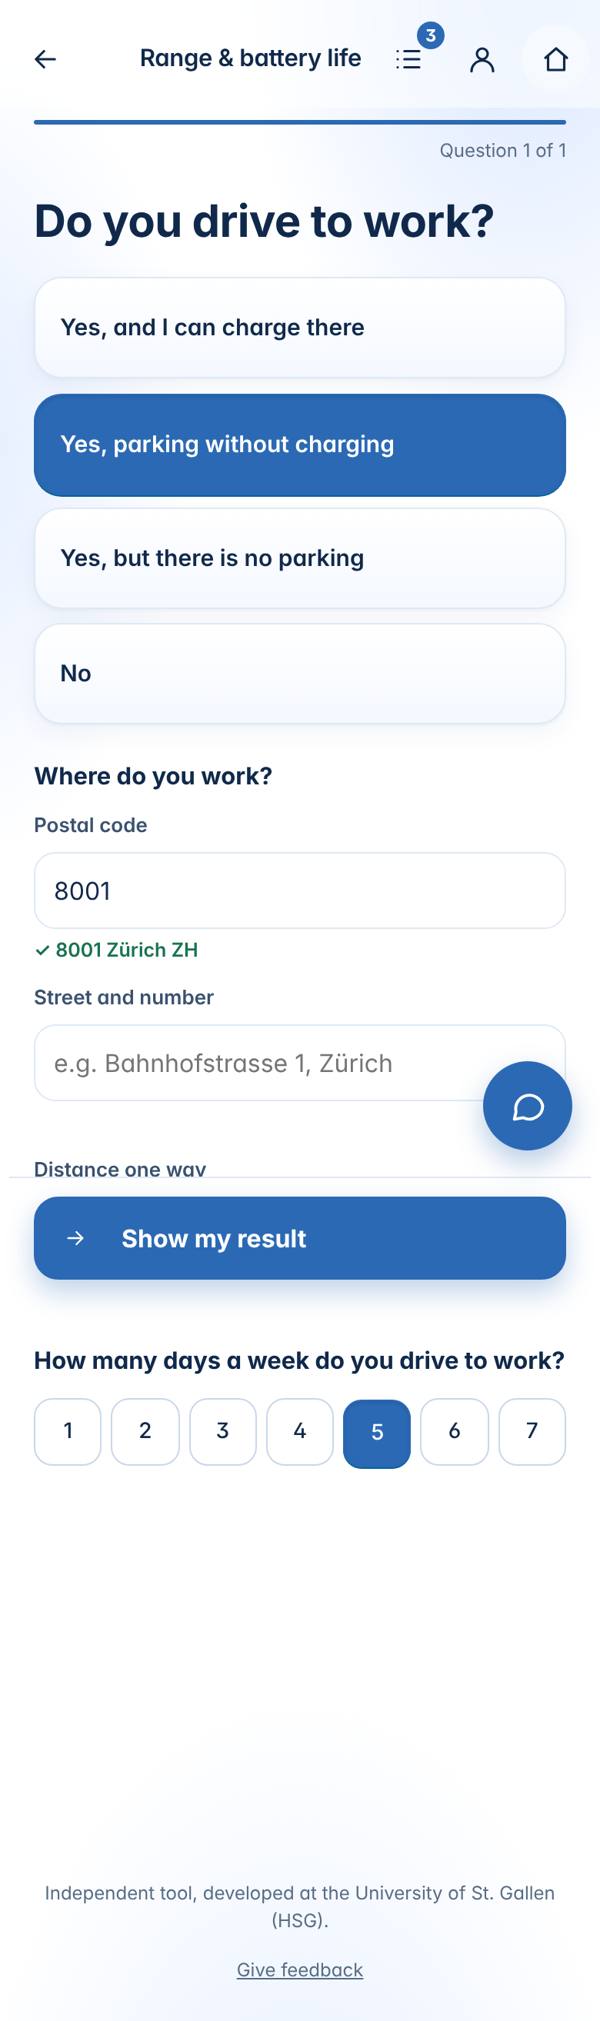 Range & battery life
3
Question 1 of 1
Do you drive to work?
Yes, and I can charge there
Yes, parking without charging
Yes, but there is no parking
No
Where do you work?
Postal code
8001
✓ 8001 Zürich ZH
Street and number
e.g. Bahnhofstrasse 1, Zürich
Distance one way
Show my result
How many days a week do you drive to work?
1 2 3 4 5 6 7
Independent tool, developed at the University of St. Gallen
(HSG).
Give feedback